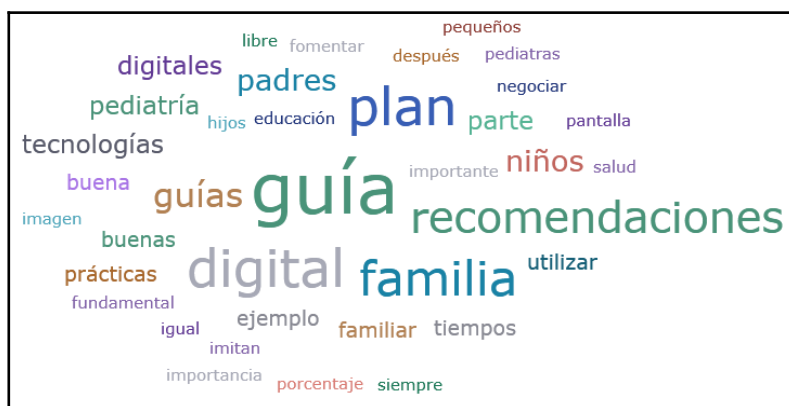 pequeños
libre fomentar
después pediatras
digitales
padres
negociar
plan
pediatría
hijos educación parte pantalla
tecnologías
importante niños salud
buena guías guía
imagen
recomendaciones
buenas
digital familia utilizar
prácticas
fundamental
ejemplo familiar tiempos
igual
imitan
importancia porcentaje siempre